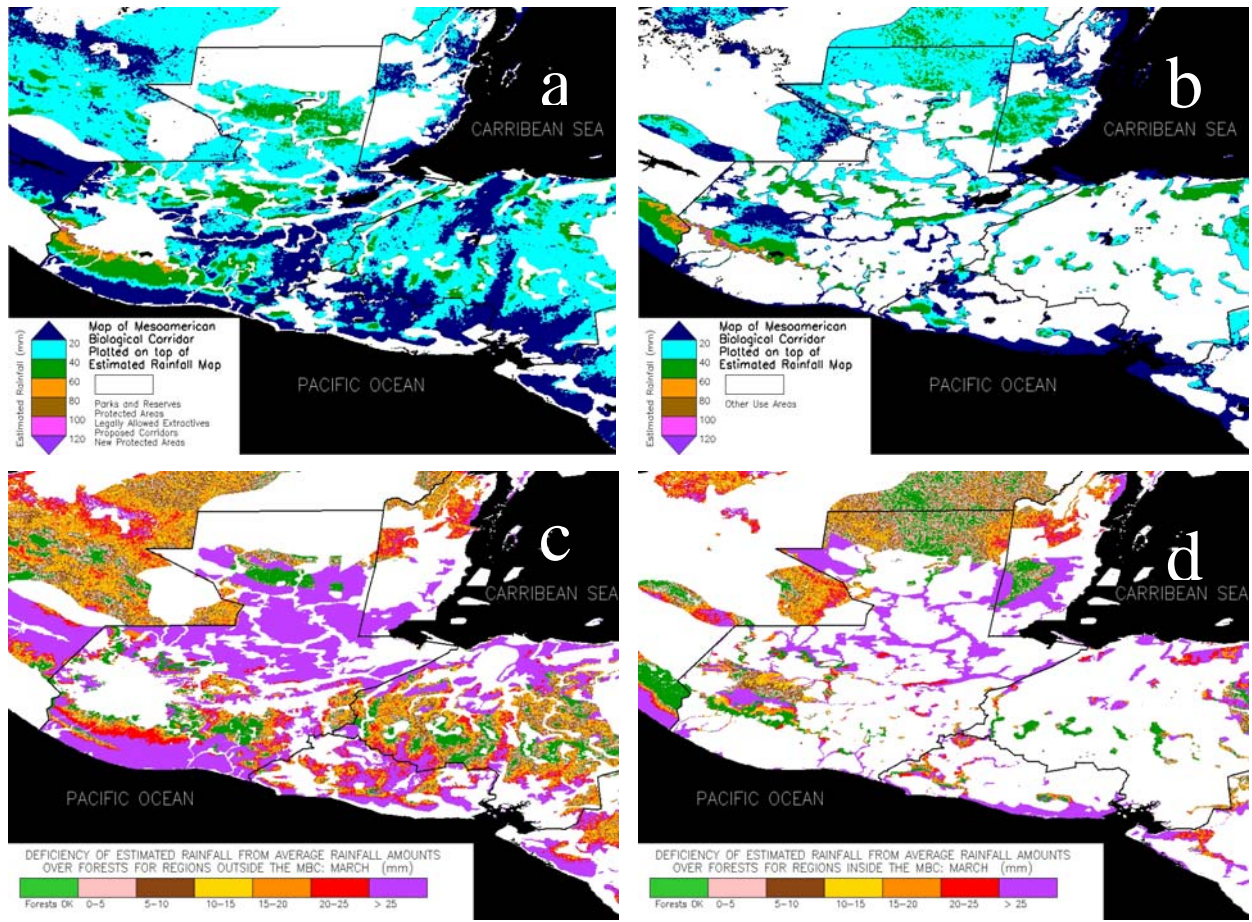 a
CARRIBEAN SEA
PACIFIC OCEAN
Estimated Rainfall (mm)
20
40
60
80
100
120
Map of Mesoamerican
Biological Corridor
Plotted on top of
Estimated Rainfall Map
Parks and Reserves
Protected Areas
Legally Allowed Extractives
Proposed Corridors
New Protected Areas
b
CARRIBEAN SEA
PACIFIC OCEAN
Estimated Rainfall (mm)
20
40
60
80
100
120
Map of Mesoamerican
Biological Corridor
Plotted on top of
Estimated Rainfall Map
Other Use Areas
c
CARRIBEAN SEA
PACIFIC OCEAN
DEFICIENCY OF ESTIMATED RAINFALL FROM AVERAGE RAINFALL AMOUNTS
OVER FORESTS FOR REGIONS OUTSIDE THE MBC: MARCH (mm)
Forests OK 0-5 5-10 10-15 15-20 20-25 > 25
d
CARRIBEAN SEA
PACIFIC OCEAN
DEFICIENCY OF ESTIMATED RAINFALL FROM AVERAGE RAINFALL AMOUNTS
OVER FORESTS FOR REGIONS INSIDE THE MBC: MARCH (mm)
Forests OK 0-5 5-10 10-15 15-20 20-25 > 25